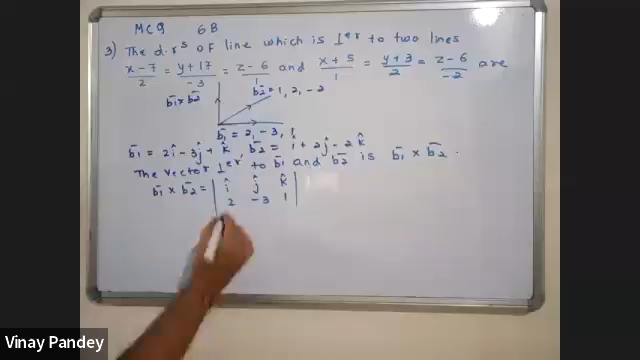 MCQ 6B
3) The d.rs of line which is ⊥er to two lines
x-7/2 = y+17/-3 = z-6/1 and x+5/1 = y+3/2 = z-6/-2 are
b̄1 × b̄2
b̄2 = 1, 2, -2
b̄1 = 2, -3, 1
b̄1 = 2î - 3ĵ + k̂, b̄2 = î + 2ĵ - 2k̂
The vector ⊥er to b̄1 and b̄2 is b̄1 × b̄2.
b̄1 × b̄2 = | î ĵ k̂ |
2 -3 1
Vinay Pandey